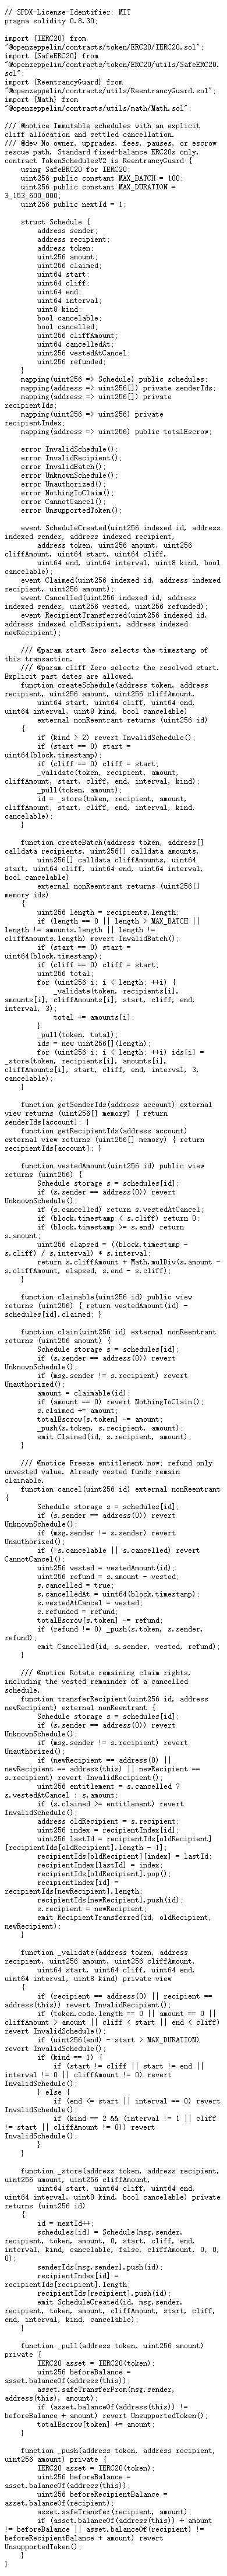 // SPDX-License-Identifier: MIT
pragma solidity 0.8.30;

import {IERC20} from
"@openzeppelin/contracts/token/ERC20/IERC20.sol";
import {SafeERC20} from
"@openzeppelin/contracts/token/ERC20/utils/SafeERC20.
sol";
import {ReentrancyGuard} from
"@openzeppelin/contracts/utils/ReentrancyGuard.sol";
import {Math} from
"@openzeppelin/contracts/utils/math/Math.sol";

/// @notice Immutable schedules with an explicit
cliff allocation and settled cancellation.
/// @dev No owner, upgrades, fees, pauses, or escrow
rescue path. Standard fixed-balance ERC20s only.
contract TokenSchedulesV2 is ReentrancyGuard {
    using SafeERC20 for IERC20;
    uint256 public constant MAX_BATCH = 100;
    uint256 public constant MAX_DURATION =
3_153_600_000;
    uint256 public nextId = 1;

    struct Schedule {
        address sender;
        address recipient;
        address token;
        uint256 amount;
        uint256 claimed;
        uint64 start;
        uint64 cliff;
        uint64 end;
        uint64 interval;
        uint8 kind;
        bool cancelable;
        bool cancelled;
        uint256 cliffAmount;
        uint64 cancelledAt;
        uint256 vestedAtCancel;
        uint256 refunded;
    }
    mapping(uint256 => Schedule) public schedules;
    mapping(address => uint256[]) private senderIds;
    mapping(address => uint256[]) private
recipientIds;
    mapping(uint256 => uint256) private
recipientIndex;
    mapping(address => uint256) public totalEscrow;

    error InvalidSchedule();
    error InvalidRecipient();
    error InvalidBatch();
    error UnknownSchedule();
    error Unauthorized();
    error NothingToClaim();
    error CannotCancel();
    error UnsupportedToken();

    event ScheduleCreated(uint256 indexed id, address
indexed sender, address indexed recipient,
        address token, uint256 amount, uint256
cliffAmount, uint64 start, uint64 cliff,
        uint64 end, uint64 interval, uint8 kind, bool
cancelable);
    event Claimed(uint256 indexed id, address indexed
recipient, uint256 amount);
    event Cancelled(uint256 indexed id, address
indexed sender, uint256 vested, uint256 refunded);
    event RecipientTransferred(uint256 indexed id,
address indexed oldRecipient, address indexed
newRecipient);

    /// @param start Zero selects the timestamp of
this transaction.
    /// @param cliff Zero selects the resolved start.
Explicit past dates are allowed.
    function createSchedule(address token, address
recipient, uint256 amount, uint256 cliffAmount,
        uint64 start, uint64 cliff, uint64 end,
uint64 interval, uint8 kind, bool cancelable)
        external nonReentrant returns (uint256 id)
    {
        if (kind > 2) revert InvalidSchedule();
        if (start == 0) start =
uint64(block.timestamp);
        if (cliff == 0) cliff = start;
        _validate(token, recipient, amount,
cliffAmount, start, cliff, end, interval, kind);
        _pull(token, amount);
        id = _store(token, recipient, amount,
cliffAmount, start, cliff, end, interval, kind,
cancelable);
    }

    function createBatch(address token, address[]
calldata recipients, uint256[] calldata amounts,
        uint256[] calldata cliffAmounts, uint64
start, uint64 cliff, uint64 end, uint64 interval,
bool cancelable)
        external nonReentrant returns (uint256[]
memory ids)
    {
        uint256 length = recipients.length;
        if (length == 0 || length > MAX_BATCH ||
length != amounts.length || length !=
cliffAmounts.length) revert InvalidBatch();
        if (start == 0) start =
uint64(block.timestamp);
        if (cliff == 0) cliff = start;
        uint256 total;
        for (uint256 i; i < length; ++i) {
            _validate(token, recipients[i],
amounts[i], cliffAmounts[i], start, cliff, end,
interval, 3);
            total += amounts[i];
        }
        _pull(token, total);
        ids = new uint256[](length);
        for (uint256 i; i < length; ++i) ids[i] =
_store(token, recipients[i], amounts[i],
cliffAmounts[i], start, cliff, end, interval, 3,
cancelable);
    }

    function getSenderIds(address account) external
view returns (uint256[] memory) { return
senderIds[account]; }
    function getRecipientIds(address account)
external view returns (uint256[] memory) { return
recipientIds[account]; }

    function vestedAmount(uint256 id) public view
returns (uint256) {
        Schedule storage s = schedules[id];
        if (s.sender == address(0)) revert
UnknownSchedule();
        if (s.cancelled) return s.vestedAtCancel;
        if (block.timestamp < s.cliff) return 0;
        if (block.timestamp >= s.end) return
s.amount;
        uint256 elapsed = ((block.timestamp -
s.cliff) / s.interval) * s.interval;
        return s.cliffAmount + Math.mulDiv(s.amount -
s.cliffAmount, elapsed, s.end - s.cliff);
    }

    function claimable(uint256 id) public view
returns (uint256) { return vestedAmount(id) -
schedules[id].claimed; }

    function claim(uint256 id) external nonReentrant
returns (uint256 amount) {
        Schedule storage s = schedules[id];
        if (s.sender == address(0)) revert
UnknownSchedule();
        if (msg.sender != s.recipient) revert
Unauthorized();
        amount = claimable(id);
        if (amount == 0) revert NothingToClaim();
        s.claimed += amount;
        totalEscrow[s.token] -= amount;
        _push(s.token, s.recipient, amount);
        emit Claimed(id, s.recipient, amount);
    }

    /// @notice Freeze entitlement now; refund only
unvested value. Already vested funds remain
claimable.
    function cancel(uint256 id) external nonReentrant
{
        Schedule storage s = schedules[id];
        if (s.sender == address(0)) revert
UnknownSchedule();
        if (msg.sender != s.sender) revert
Unauthorized();
        if (!s.cancelable || s.cancelled) revert
CannotCancel();
        uint256 vested = vestedAmount(id);
        uint256 refund = s.amount - vested;
        s.cancelled = true;
        s.cancelledAt = uint64(block.timestamp);
        s.vestedAtCancel = vested;
        s.refunded = refund;
        totalEscrow[s.token] -= refund;
        if (refund != 0) _push(s.token, s.sender,
refund);
        emit Cancelled(id, s.sender, vested, refund);
    }

    /// @notice Rotate remaining claim rights,
including the vested remainder of a cancelled
schedule.
    function transferRecipient(uint256 id, address
newRecipient) external nonReentrant {
        Schedule storage s = schedules[id];
        if (s.sender == address(0)) revert
UnknownSchedule();
        if (msg.sender != s.recipient) revert
Unauthorized();
        if (newRecipient == address(0) ||
newRecipient == address(this) || newRecipient ==
s.recipient) revert InvalidRecipient();
        uint256 entitlement = s.cancelled ?
s.vestedAtCancel : s.amount;
        if (s.claimed >= entitlement) revert
InvalidSchedule();
        address oldRecipient = s.recipient;
        uint256 index = recipientIndex[id];
        uint256 lastId = recipientIds[oldRecipient]
[recipientIds[oldRecipient].length - 1];
        recipientIds[oldRecipient][index] = lastId;
        recipientIndex[lastId] = index;
        recipientIds[oldRecipient].pop();
        recipientIndex[id] =
recipientIds[newRecipient].length;
        recipientIds[newRecipient].push(id);
        s.recipient = newRecipient;
        emit RecipientTransferred(id, oldRecipient,
newRecipient);
    }

    function _validate(address token, address
recipient, uint256 amount, uint256 cliffAmount,
        uint64 start, uint64 cliff, uint64 end,
uint64 interval, uint8 kind) private view
    {
        if (recipient == address(0) || recipient ==
address(this)) revert InvalidRecipient();
        if (token.code.length == 0 || amount == 0 ||
cliffAmount > amount || cliff < start || end < cliff)
revert InvalidSchedule();
        if (uint256(end) - start > MAX_DURATION)
revert InvalidSchedule();
        if (kind == 1) {
            if (start != cliff || start != end ||
interval != 0 || cliffAmount != 0) revert
InvalidSchedule();
        } else {
            if (end <= start || interval == 0) revert
InvalidSchedule();
            if (kind == 2 && (interval != 1 || cliff
!= start || cliffAmount != 0)) revert
InvalidSchedule();
        }
    }

    function _store(address token, address recipient,
uint256 amount, uint256 cliffAmount,
        uint64 start, uint64 cliff, uint64 end,
uint64 interval, uint8 kind, bool cancelable) private
returns (uint256 id)
    {
        id = nextId++;
        schedules[id] = Schedule(msg.sender,
recipient, token, amount, 0, start, cliff, end,
interval, kind, cancelable, false, cliffAmount, 0, 0,
0);
        senderIds[msg.sender].push(id);
        recipientIndex[id] =
recipientIds[recipient].length;
        recipientIds[recipient].push(id);
        emit ScheduleCreated(id, msg.sender,
recipient, token, amount, cliffAmount, start, cliff,
end, interval, kind, cancelable);
    }

    function _pull(address token, uint256 amount)
private {
        IERC20 asset = IERC20(token);
        uint256 beforeBalance =
asset.balanceOf(address(this));
        asset.safeTransferFrom(msg.sender,
address(this), amount);
        if (asset.balanceOf(address(this)) !=
beforeBalance + amount) revert UnsupportedToken();
        totalEscrow[token] += amount;
    }

    function _push(address token, address recipient,
uint256 amount) private {
        IERC20 asset = IERC20(token);
        uint256 beforeBalance =
asset.balanceOf(address(this));
        uint256 beforeRecipientBalance =
asset.balanceOf(recipient);
        asset.safeTransfer(recipient, amount);
        if (asset.balanceOf(address(this)) + amount
!= beforeBalance || asset.balanceOf(recipient) !=
beforeRecipientBalance + amount) revert
UnsupportedToken();
    }
}